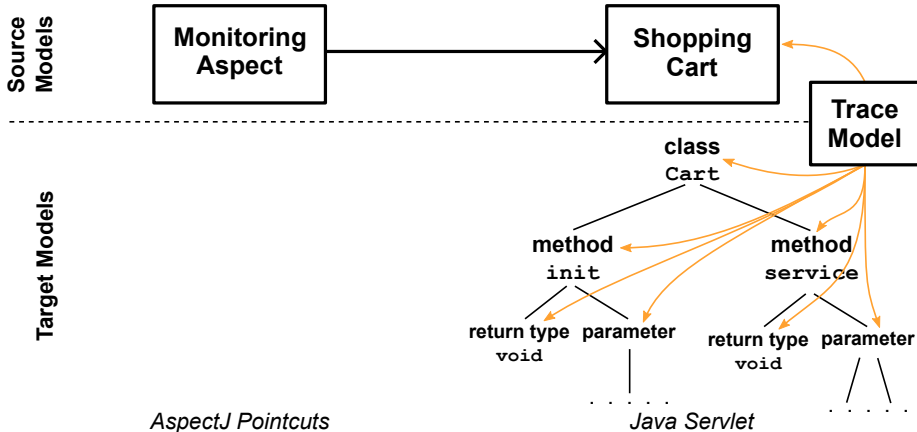 Source
Models
Monitoring
Aspect
Shopping
Cart
Trace
Model
Target Models
class
Cart
method
init
method
service
return type
void
parameter
return type
void
parameter
. . . . .
. . . . .
AspectJ Pointcuts
Java Servlet